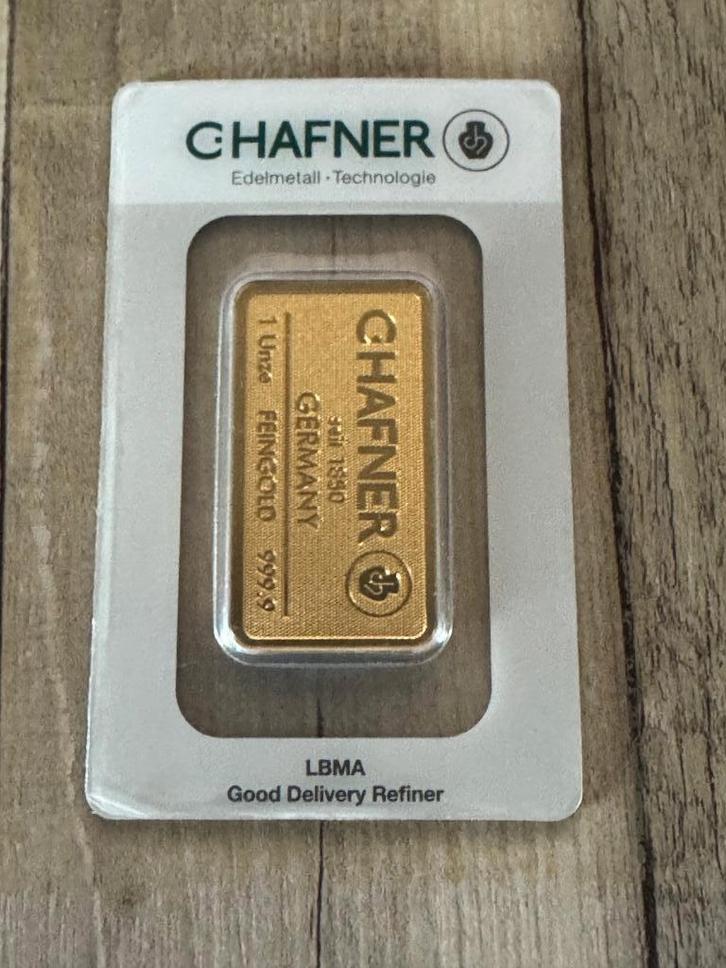 C·HAFNER
Edelmetall · Technologie
C·HAFNER
seit 1850
GERMANY
1 Unze FEINGOLD 999.9
LBMA
Good Delivery Refiner